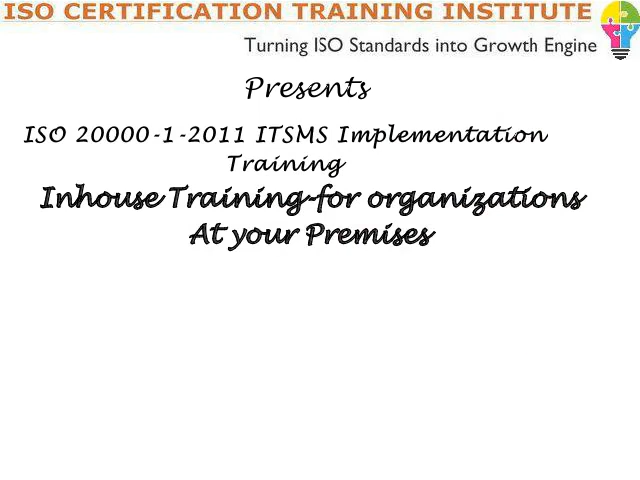 ISO CERTIFICATION TRAINING INSTITUTE
Turning ISO Standards into Growth Engine
Presents
ISO 20000-1-2011 ITSMS Implementation
Training
Inhouse Training-for organizations
At your Premises